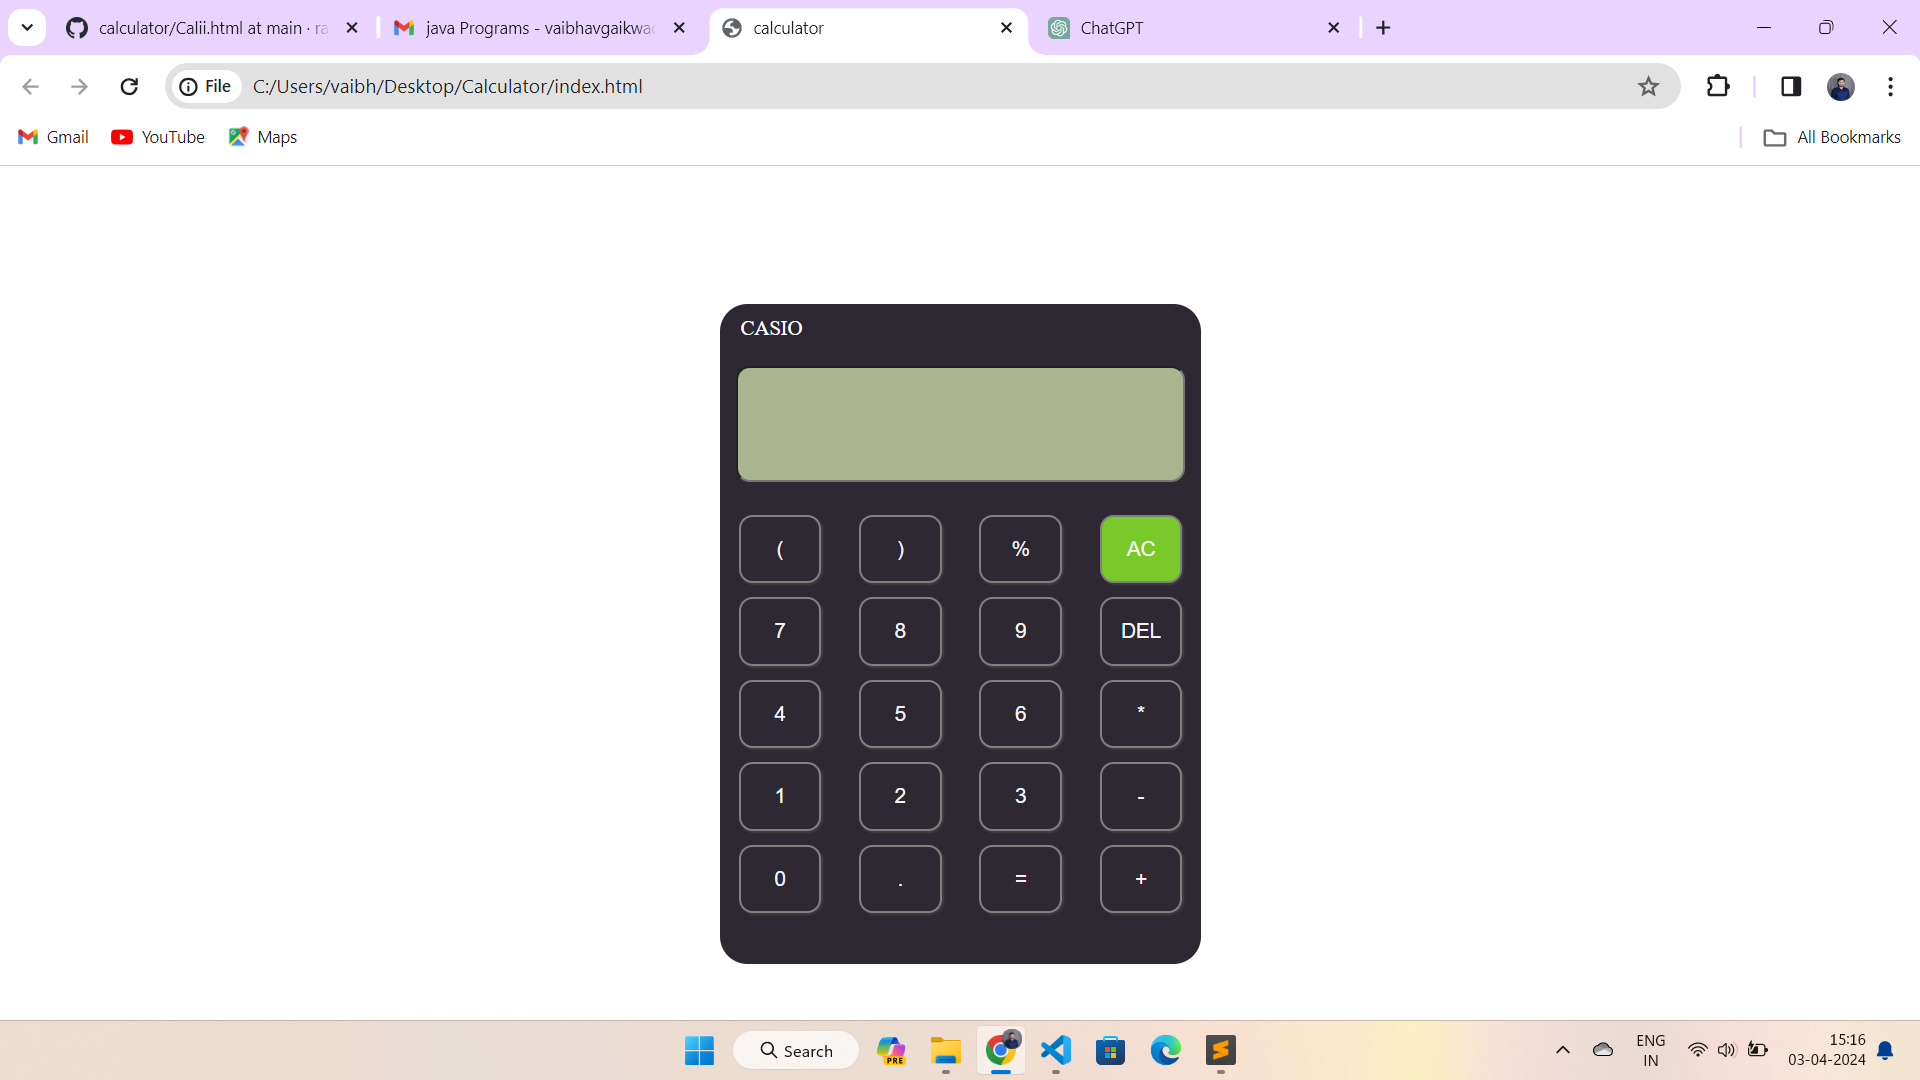 calculator/Calii.html at main · ra
java Programs - vaibhavgaikwad
calculator
ChatGPT
File C:/Users/vaibh/Desktop/Calculator/index.html
Gmail YouTube Maps All Bookmarks
CASIO
( ) % AC
7 8 9 DEL
4 5 6 *
1 2 3 -
0 . = +
Search
PRE
ENG
IN
15:16
03-04-2024